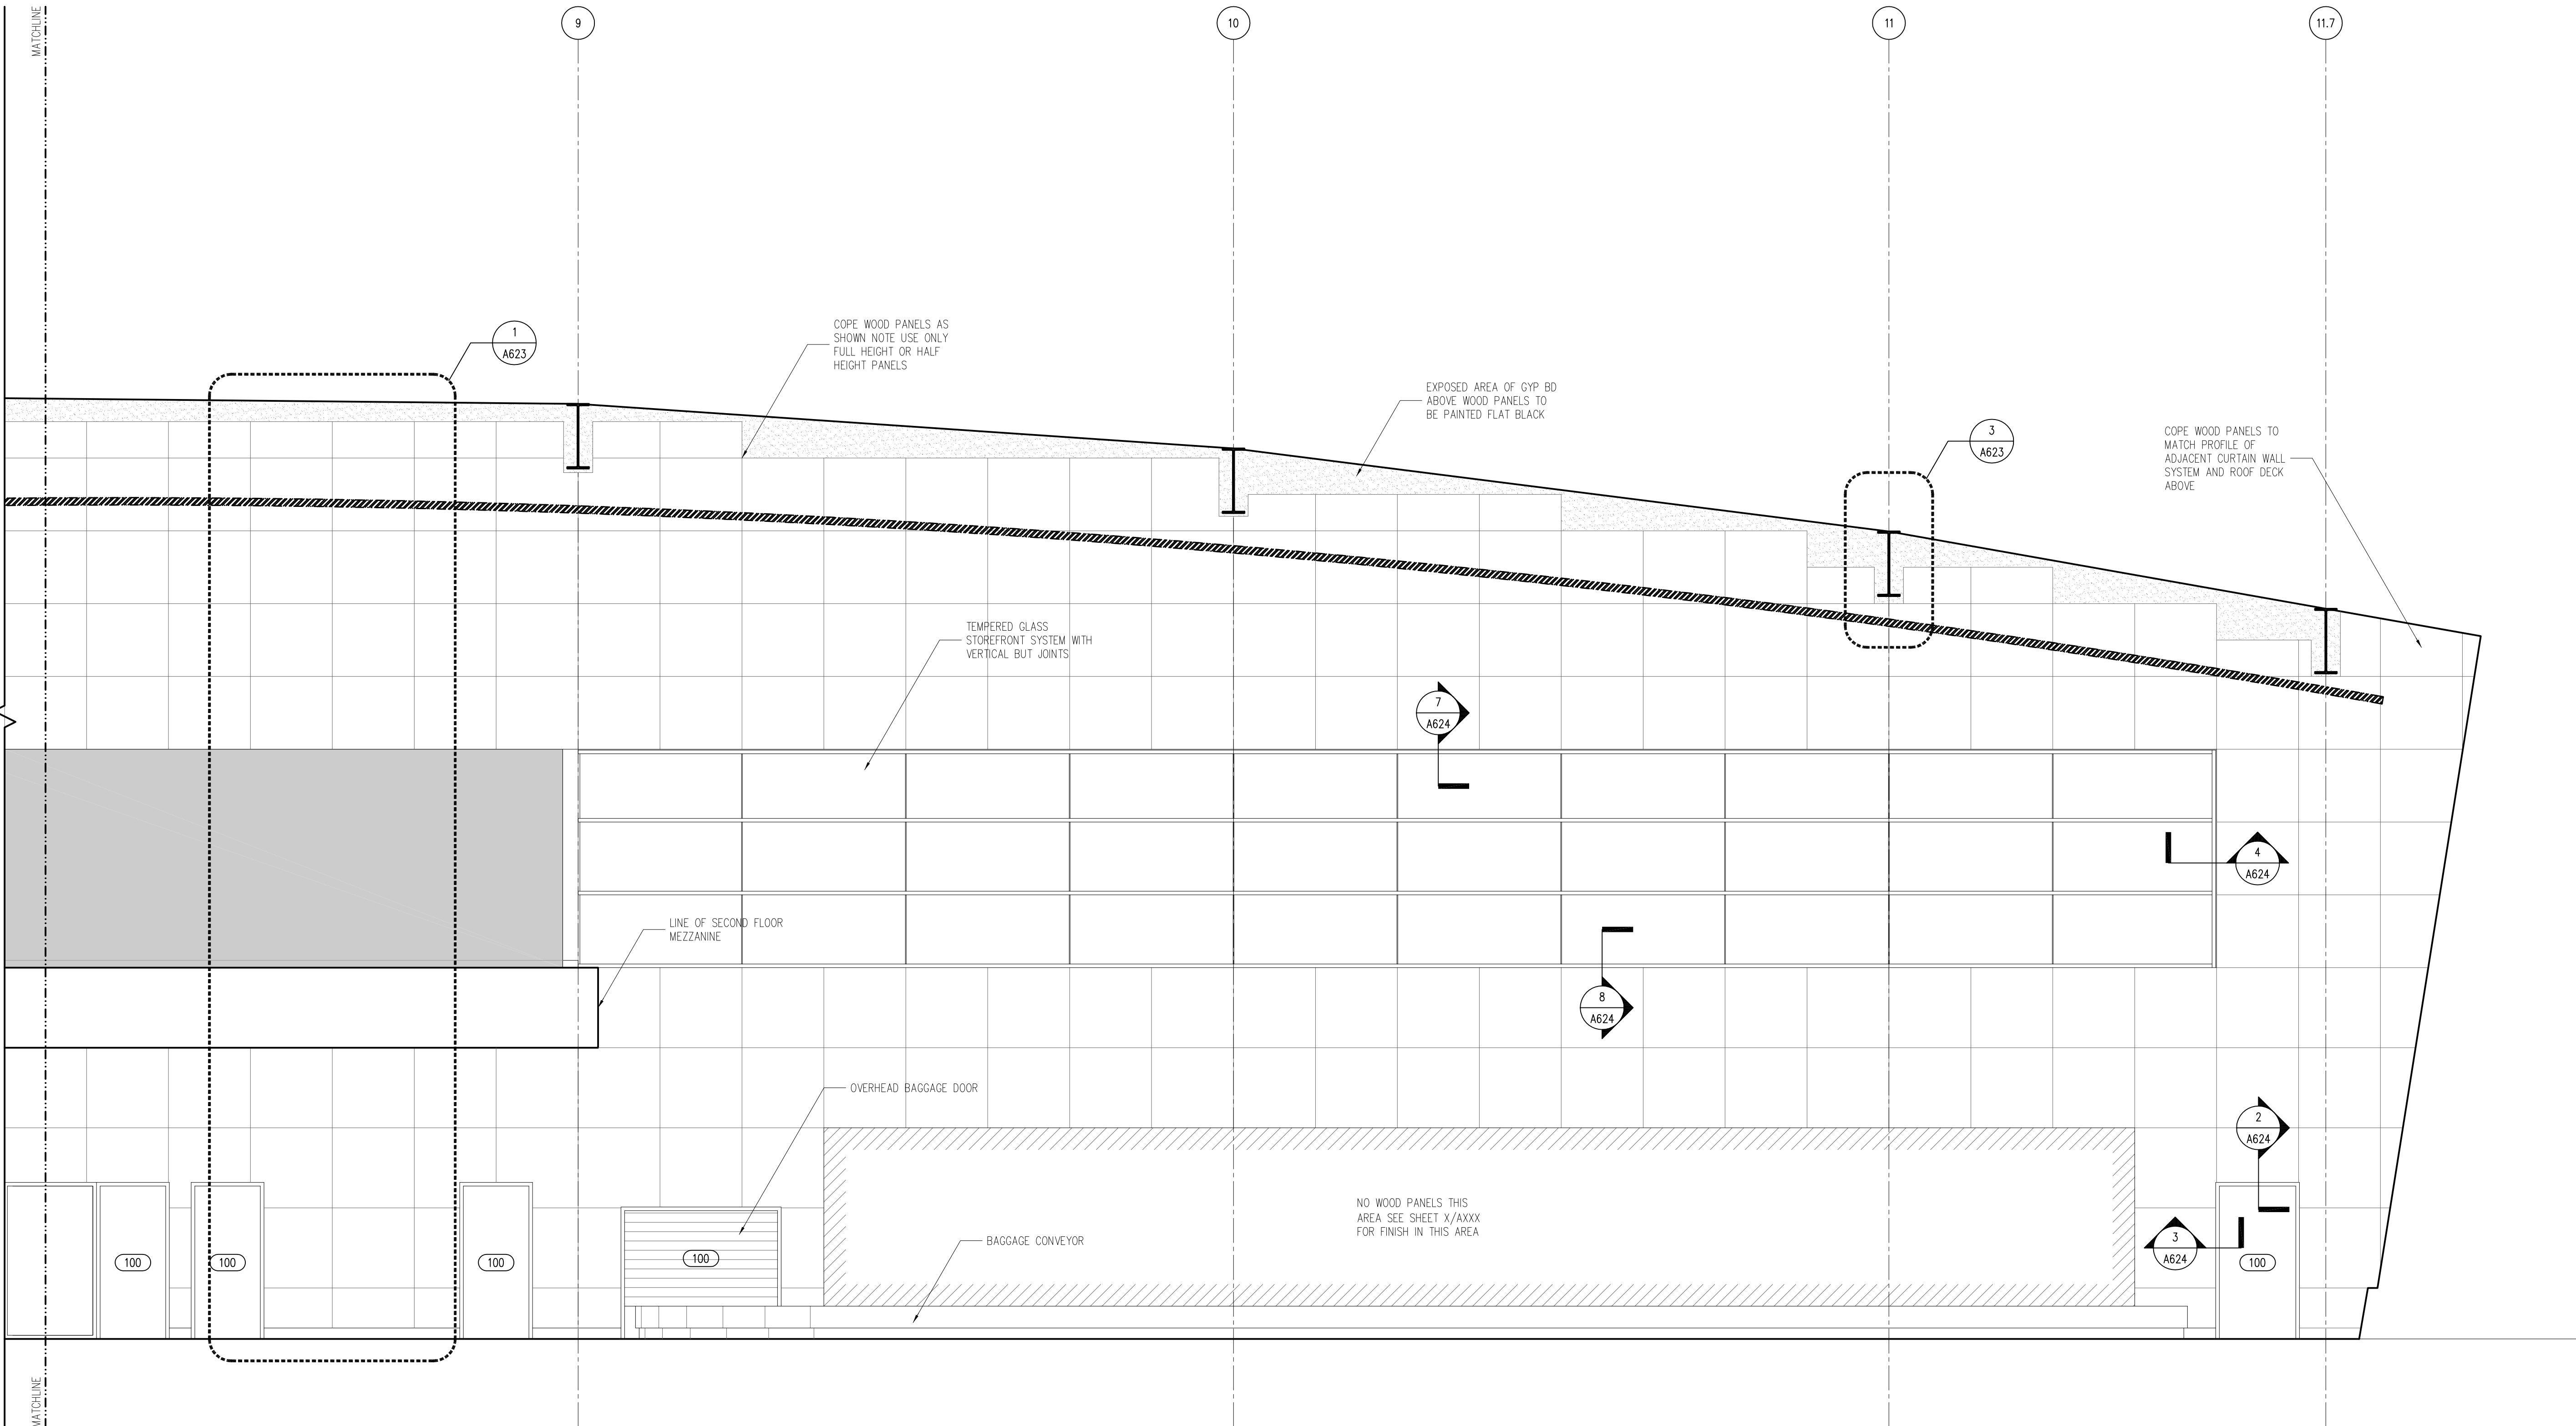 MATCHLINE
9
10
11
11.7
1
A623
COPE WOOD PANELS AS
SHOWN NOTE USE ONLY
FULL HEIGHT OR HALF
HEIGHT PANELS
EXPOSED AREA OF GYP BD
ABOVE WOOD PANELS TO
BE PAINTED FLAT BLACK
3
A623
COPE WOOD PANELS TO
MATCH PROFILE OF
ADJACENT CURTAIN WALL
SYSTEM AND ROOF DECK
ABOVE
TEMPERED GLASS
STOREFRONT SYSTEM WITH
VERTICAL BUT JOINTS
7
A624
4
A624
LINE OF SECOND FLOOR
MEZZANINE
8
A624
OVERHEAD BAGGAGE DOOR
2
A624
NO WOOD PANELS THIS
AREA SEE SHEET X/AXXX
FOR FINISH IN THIS AREA
BAGGAGE CONVEYOR
3
A624
100
100
100
100
100
MATCHLINE